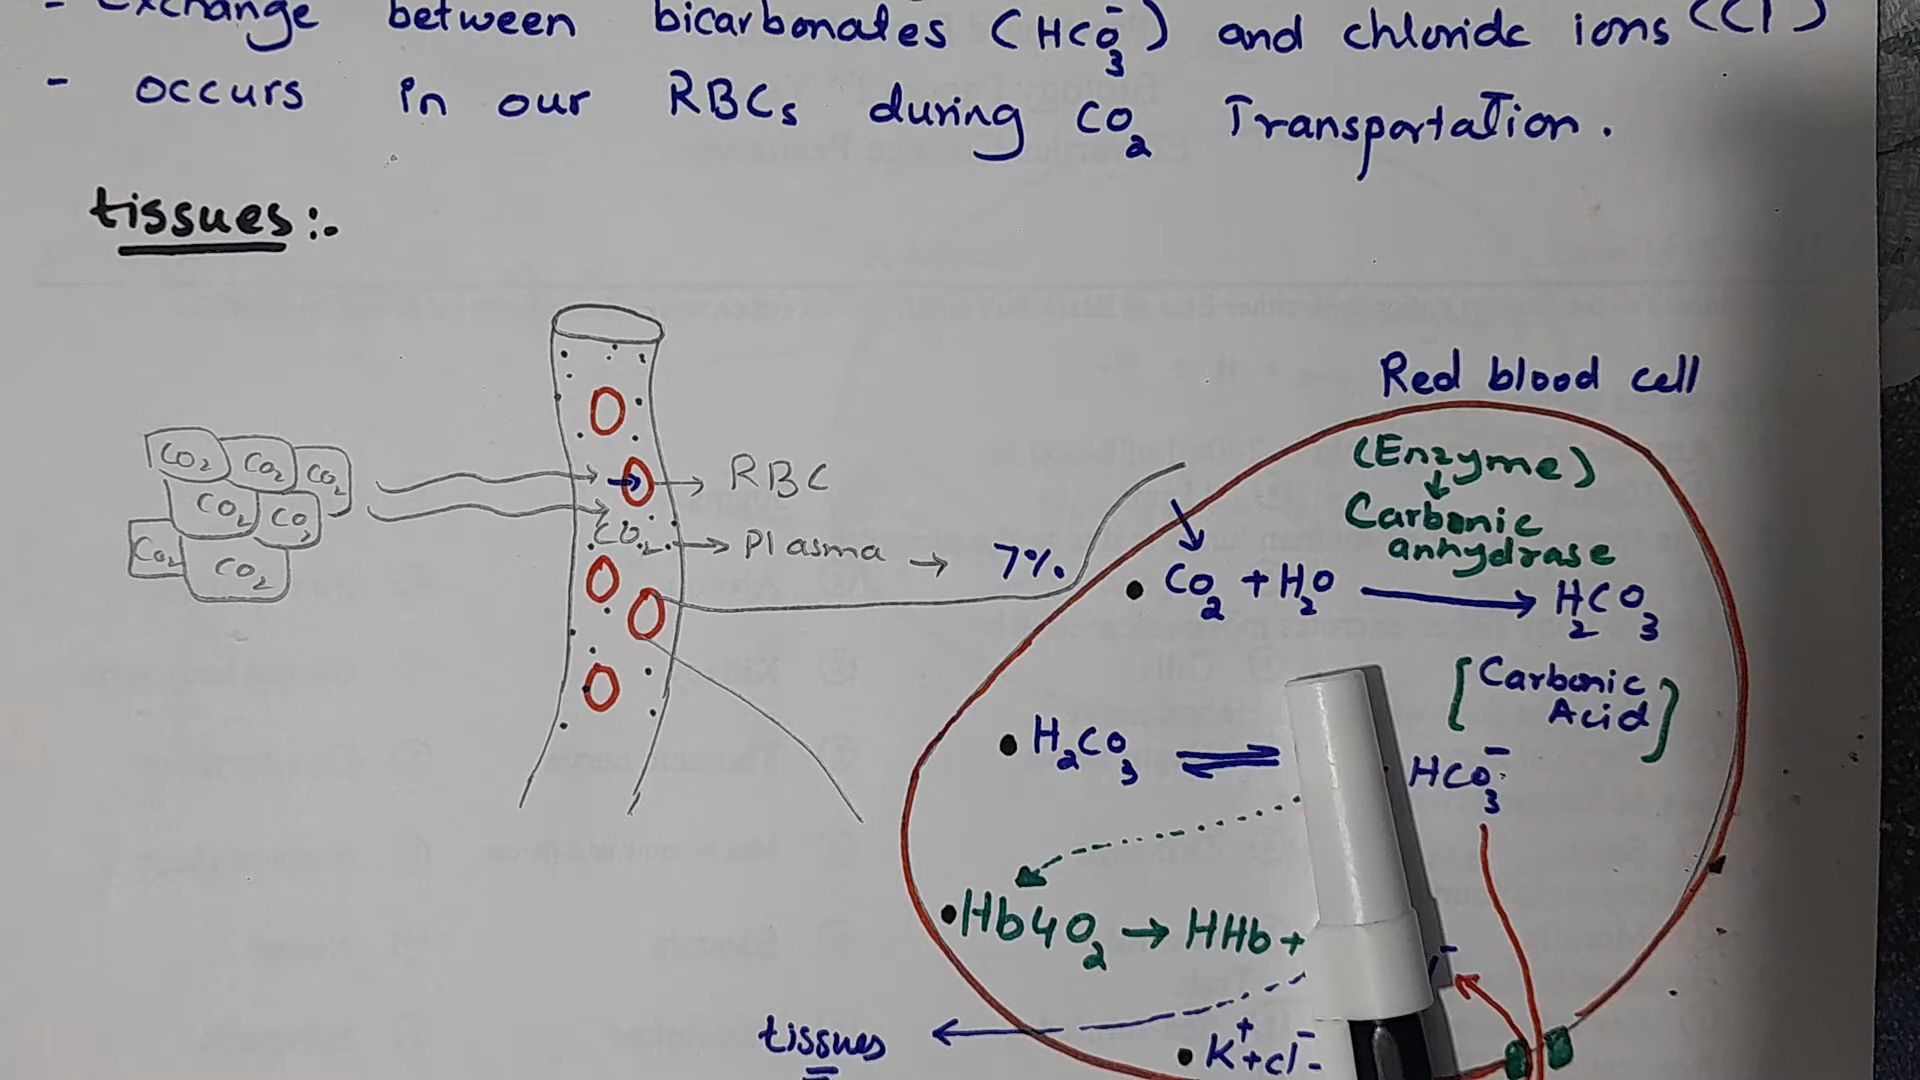 - Exchange between bicarbonates (HCO3-) and chloride ions (Cl
- occurs in our RBCs during CO2 Transportation.
tissues:-
Red blood cell
(Enzyme)
Carbonic anhydrase
CO2 CO2 CO2
CO2 CO2
CO2 CO2
→ RBC
CO2
→ Plasma → 7%
• CO2 + H2O → H2CO3
[Carbonic Acid]
• H2CO3 ⇌ HCO3-
• Hb4O2 → HHb +
tissues
• K+ + cl-